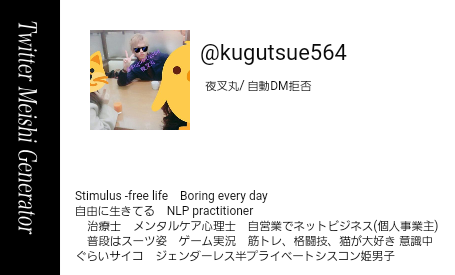 Twitter Meishi Generator
@kugutsue564
夜叉丸/ 自動DM拒否
Stimulus -free life　Boring every day
自由に生きてる　NLP practitioner
　治療士　メンタルケア心理士　自営業でネットビジネス(個人事業主)
　普段はスーツ姿　ゲーム実況　筋トレ、格闘技、猫が大好き 意識中
ぐらいサイコ　ジェンダーレス半プライベートシスコン姫男子